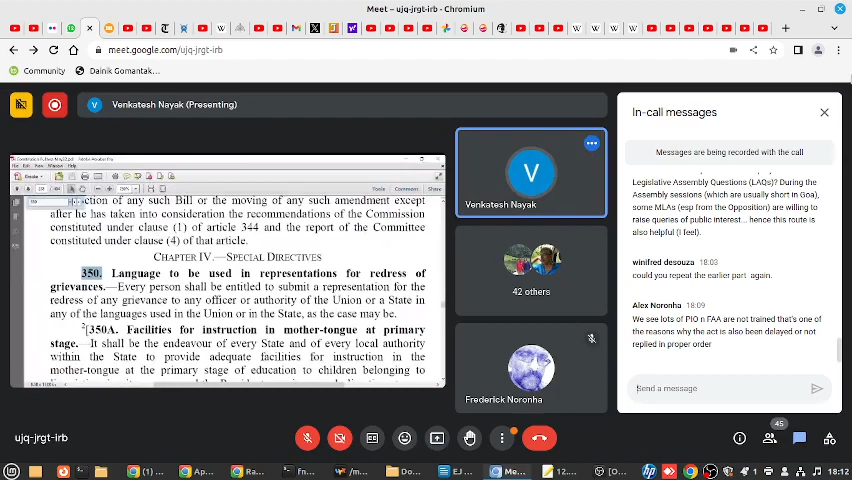 Meet – ujq-jrgt-irb - Chromium
meet.google.com/ujq-jrgt-irb
Community
Dainik Gomantak…
Venkatesh Nayak (Presenting)
In-call messages
Messages are being recorded with the call
Legislative Assembly Questions (LAQs)? During the
Assembly sessions (which are usually short in Goa),
some MLAs (esp from the Opposition) are willing to
raise queries of public interest... hence this route is
also helpful (I feel).
winifred desouza 18:03
could you repeat the earlier part again.
Alex Noronha 18:09
We see lots of PIO n FAA are not trained that's one of
the reasons why the act is also been delayed or not
replied in proper order
Send a message
Create
Tools
Comments
of any such Bill or the moving of any such amendment except
after he has taken into consideration the recommendations of the Commission
constituted under clause (1) of article 344 and the report of the Committee
constituted under clause (4) of that article.
CHAPTER IV.—SPECIAL DIRECTIVES
350. Language to be used in representations for redress of
grievances.—Every person shall be entitled to submit a representation for the
redress of any grievance to any officer or authority of the Union or a State in
any of the languages used in the Union or in the State, as the case may be.
2[350A. Facilities for instruction in mother-tongue at primary
stage.—It shall be the endeavour of every State and of every local authority
within the State to provide adequate facilities for instruction in the
mother-tongue at the primary stage of education to children belonging to
V
Venkatesh Nayak
42 others
Frederick Noronha
ujq-jrgt-irb
45
(1) ...
Ap...
Ra...
Fn...
/m...
Do...
EJ ...
Me...
12....
[O...
18:12